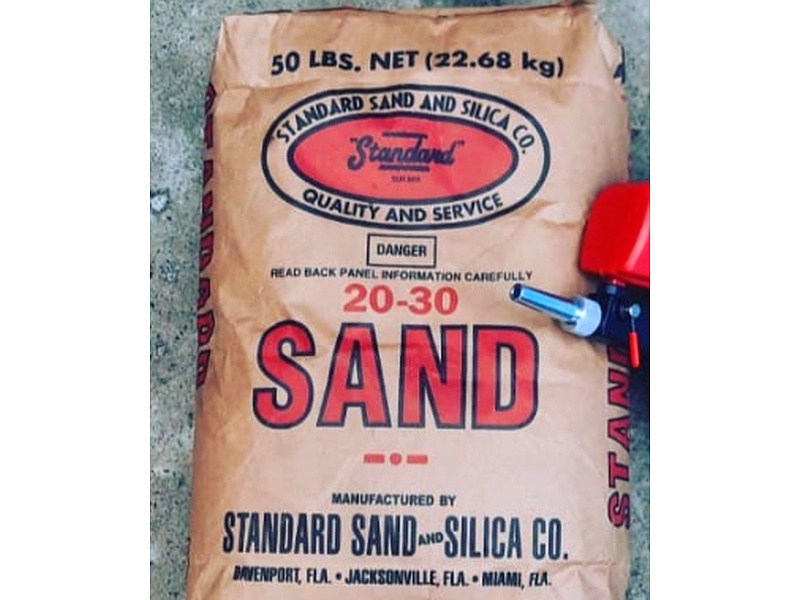 50 LBS. NET (22.68 kg)
STANDARD SAND AND SILICA CO.
"Standard"
QUALITY AND SERVICE
DANGER
READ BACK PANEL INFORMATION CAREFULLY
20-30
SAND
MANUFACTURED BY
STANDARD SAND AND SILICA CO.
DAVENPORT, FLA. • JACKSONVILLE, FLA. • MIAMI, FLA.
STANDARD
STAN